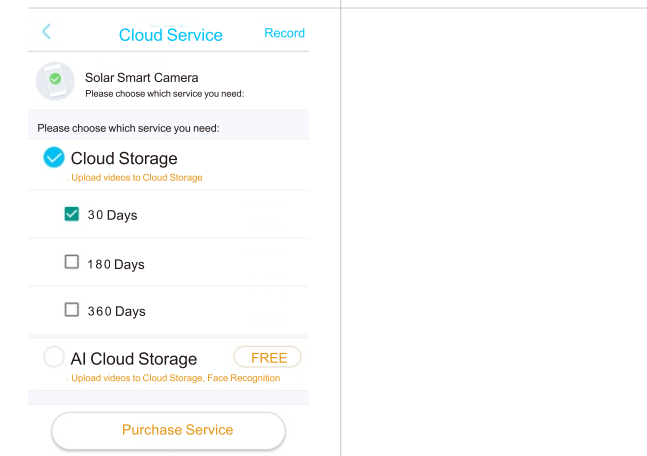 Cloud Service
Record
Solar Smart Camera
Please choose which service you need:
Please choose which service you need:
Cloud Storage
Upload videos to Cloud Storage
30 Days
180 Days
360 Days
AI Cloud Storage
FREE
Upload videos to Cloud Storage, Face Recognition
Purchase Service